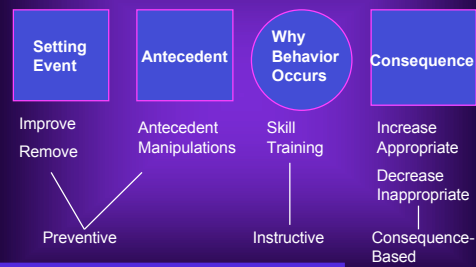 Setting
Event
Antecedent
Why
Behavior
Occurs
Consequence
Improve
Remove
Antecedent
Manipulations
Skill
Training
Increase
Appropriate
Decrease
Inappropriate
Preventive
Instructive
Consequence-
Based